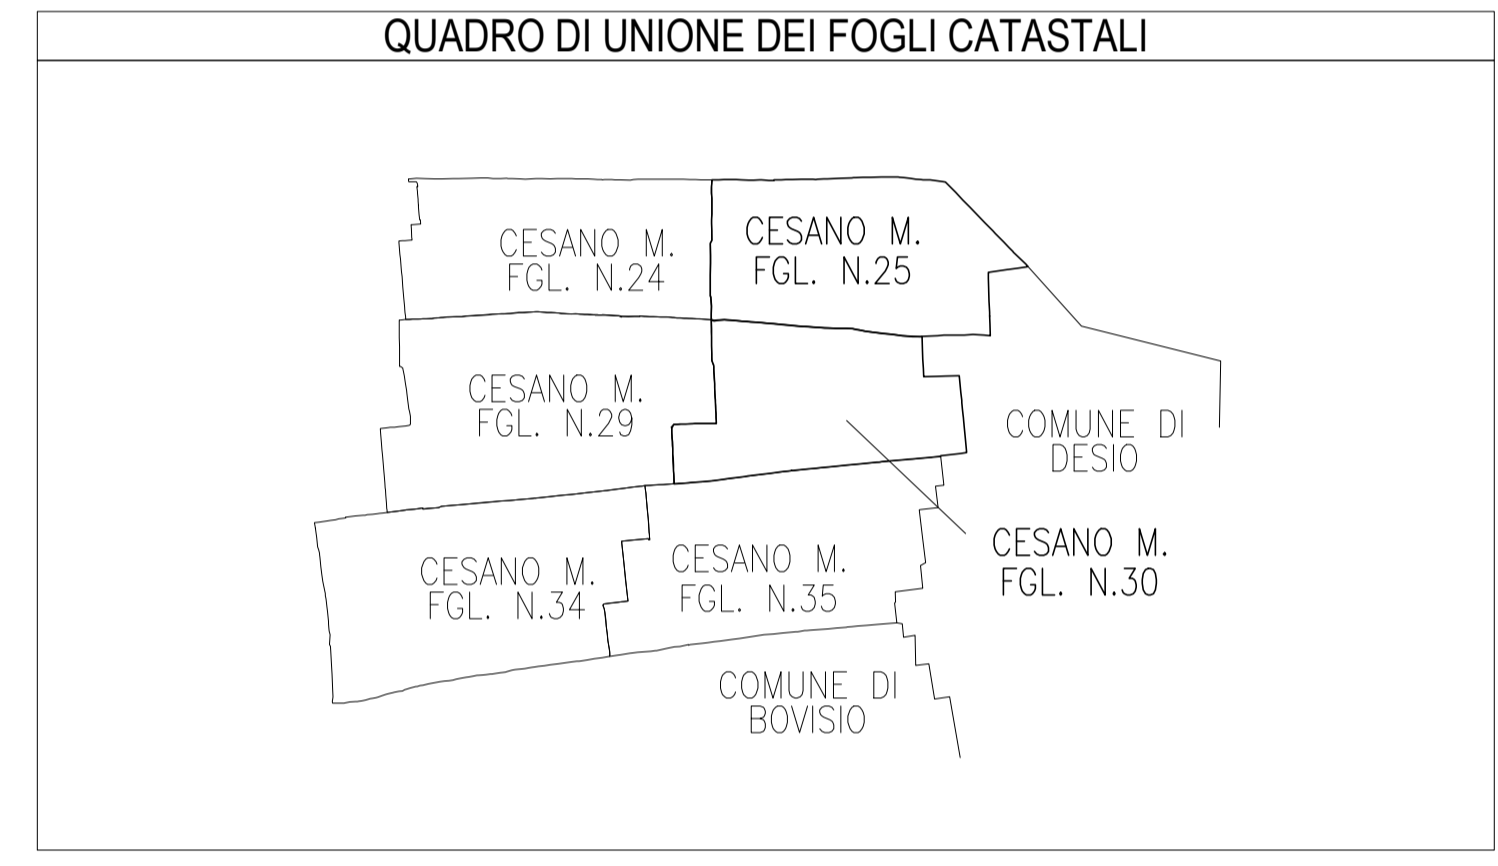 QUADRO DI UNIONE DEI FOGLI CATASTALI
CESANO M.
FGL. N.24
CESANO M.
FGL. N.25
CESANO M.
FGL. N.29
COMUNE DI
DESIO
CESANO M.
FGL. N.30
CESANO M.
FGL. N.34
CESANO M.
FGL. N.35
COMUNE DI
BOVISIO